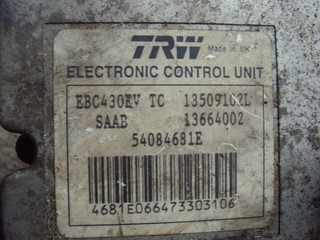 TRW Made in UK
ELECTRONIC CONTROL UNIT
EBC430EV TC 13509102L
SAAB 13664002
54084681E
4681E066473303106